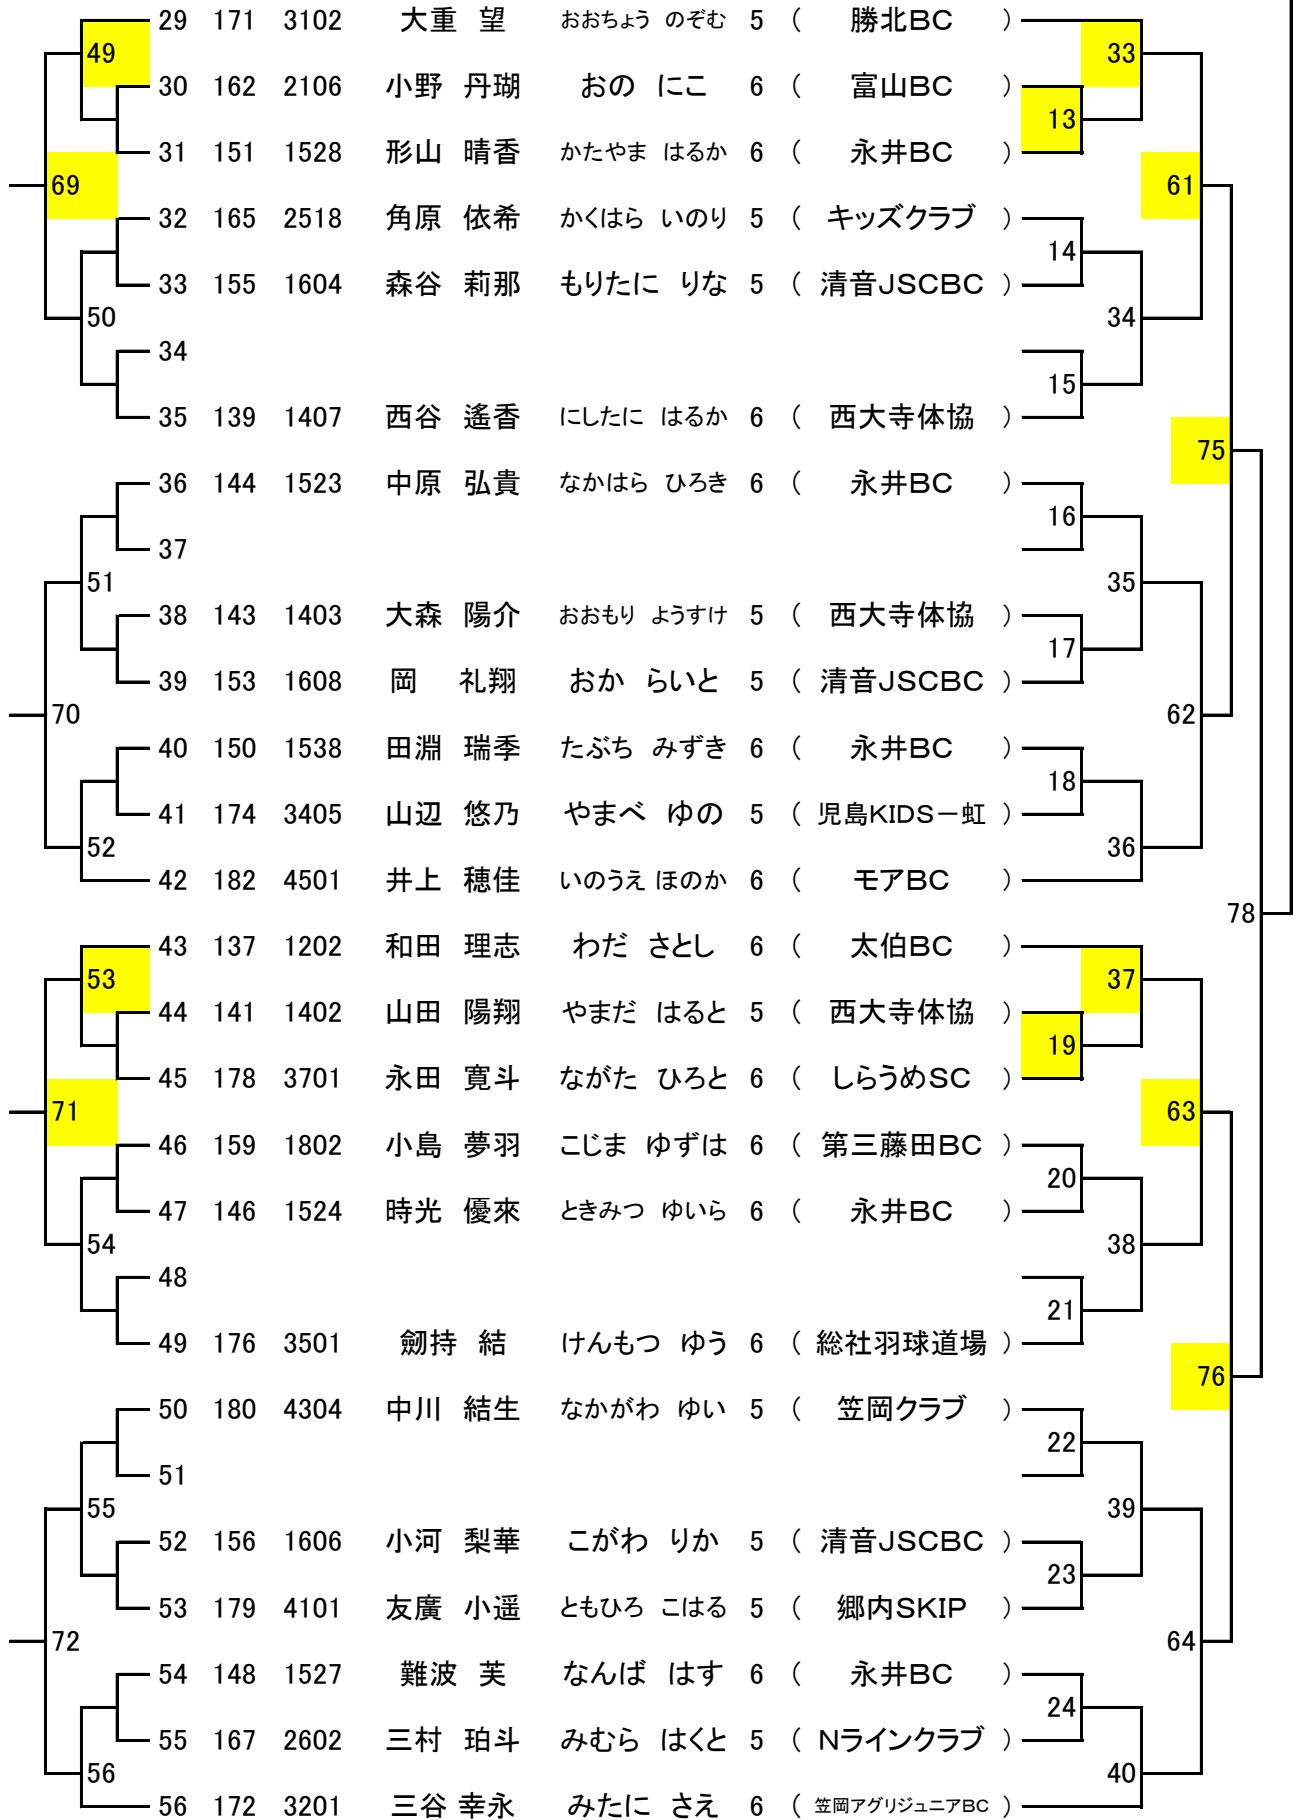 29 171 3102 大重 望 おおちょう のぞむ 5 ( 勝北BC )
49 33
30 162 2106 小野 丹瑚 おの にこ 6 ( 富山BC )
13
31 151 1528 形山 晴香 かたやま はるか 6 ( 永井BC )
69 61
32 165 2518 角原 依希 かくはら いのり 5 ( キッズクラブ )
14
33 155 1604 森谷 莉那 もりたに りな 5 ( 清音JSCBC )
50 34
34
15
35 139 1407 西谷 遙香 にしたに はるか 6 ( 西大寺体協 )
75
36 144 1523 中原 弘貴 なかはら ひろき 6 ( 永井BC )
16
37
51 35
38 143 1403 大森 陽介 おおもり ようすけ 5 ( 西大寺体協 )
17
39 153 1608 岡 礼翔 おか らいと 5 ( 清音JSCBC )
70 62
40 150 1538 田淵 瑞季 たぶち みずき 6 ( 永井BC )
18
41 174 3405 山辺 悠乃 やまべ ゆの 5 ( 児島KIDS－虹 )
52 36
42 182 4501 井上 穂佳 いのうえ ほのか 6 ( モアBC )
78
43 137 1202 和田 理志 わだ さとし 6 ( 太伯BC )
53 37
44 141 1402 山田 陽翔 やまだ はると 5 ( 西大寺体協 )
19
45 178 3701 永田 寛斗 ながた ひろと 6 ( しらうめSC )
71 63
46 159 1802 小島 夢羽 こじま ゆずは 6 ( 第三藤田BC )
20
47 146 1524 時光 優來 ときみつ ゆいら 6 ( 永井BC )
54 38
48
21
49 176 3501 劒持 結 けんもつ ゆう 6 ( 総社羽球道場 )
76
50 180 4304 中川 結生 なかがわ ゆい 5 ( 笠岡クラブ )
22
51
55 39
52 156 1606 小河 梨華 こがわ りか 5 ( 清音JSCBC )
23
53 179 4101 友廣 小遥 ともひろ こはる 5 ( 郷内SKIP )
72 64
54 148 1527 難波 芙 なんば はす 6 ( 永井BC )
24
55 167 2602 三村 珀斗 みむら はくと 5 ( Nラインクラブ )
56 40
56 172 3201 三谷 幸永 みたに さえ 6 ( 笠岡アグリジュニアBC )